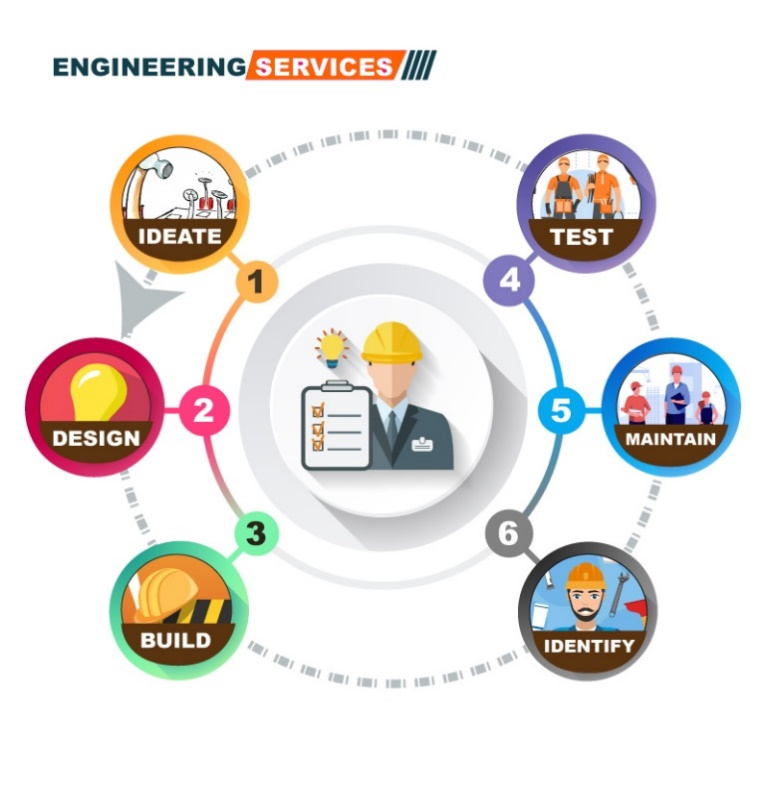 ENGINEERING SERVICES
IDEATE
1
DESIGN
2
BUILD
3
TEST
4
MAINTAIN
5
IDENTIFY
6